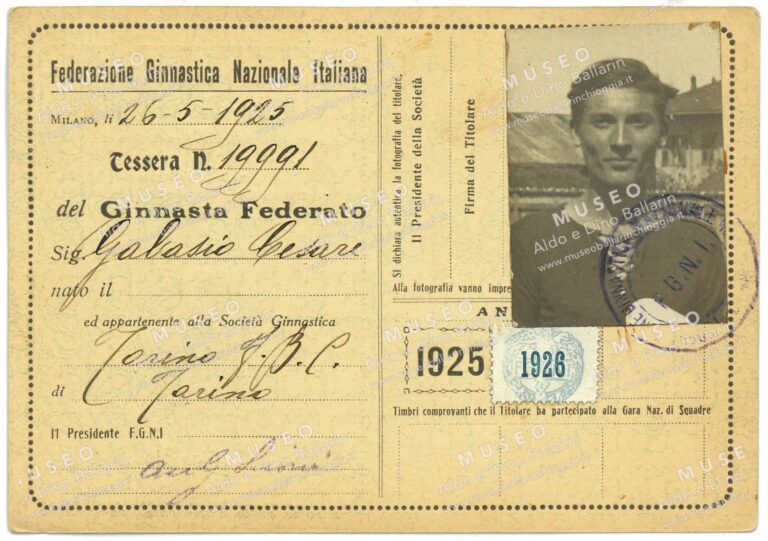 Federazione Ginnastica Nazionale Italiana
MILANO, lì 26-5-1925
Tessera N. 19991
del Ginnasta Federato
Sig. Galasio Cesare
nato il
ed appartenente alla Società Ginnastica
Torino F.B.C.
di Torino
Il Presidente F.G.N.I
Si dichiara autentica la fotografia del titolare.
Il Presidente della Società
Firma del Titolare
Alla fotografia vanno impre
AN
1925
1926
Timbri comprovanti che il Titolare ha partecipato alla Gara Naz. di Squadre
MUSEO
Aldo e Dino Ballarin
www.museoballarinchioggia.it